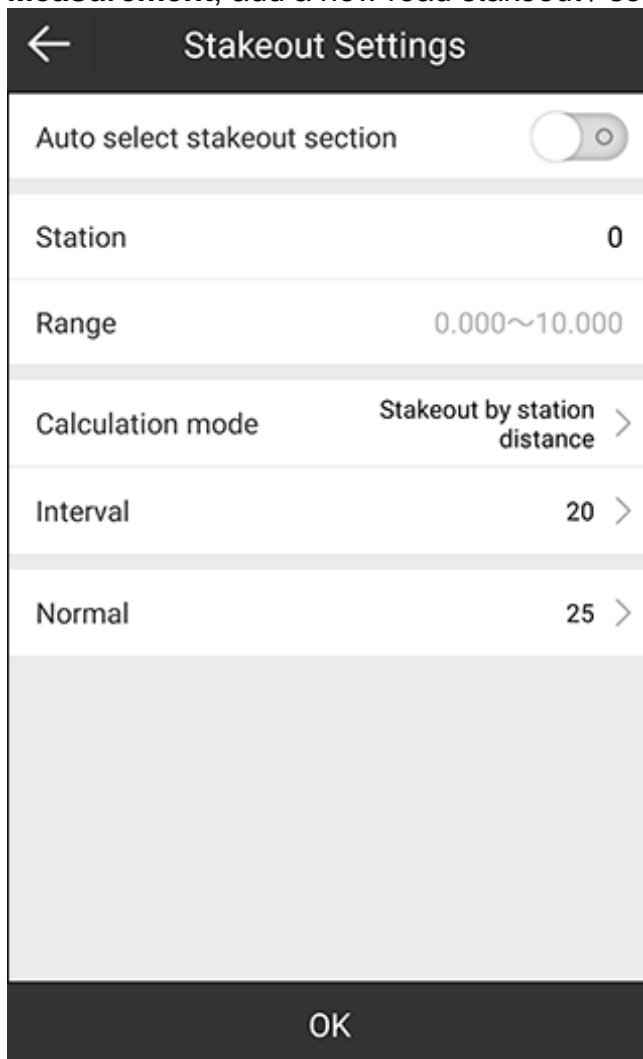 Stakeout Settings
Auto select stakeout section
Station 0
Range 0.000～10.000
Calculation mode Stakeout by station
distance
Interval 20
Normal 25
OK